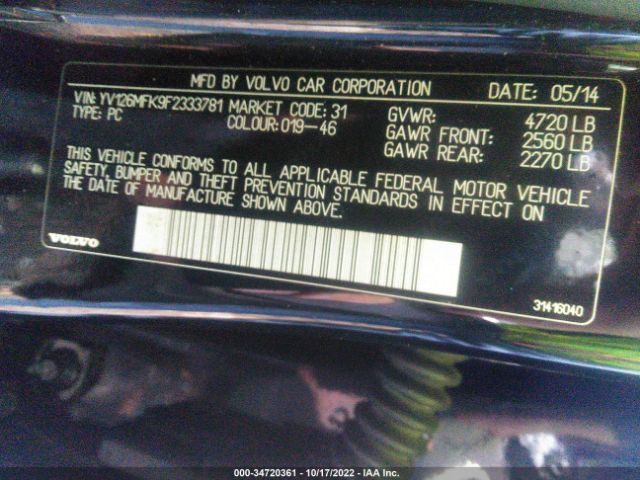 MFD BY VOLVO CAR CORPORATION DATE: 05/14
VIN: YV126MFK9F2333781 MARKET CODE: 31 GVWR: 4720 LB
TYPE: PC COLOUR: 019-46 GAWR FRONT: 2560 LB
GAWR REAR: 2270 LB
THIS VEHICLE CONFORMS TO ALL APPLICABLE FEDERAL MOTOR VEHICLE
SAFETY, BUMPER AND THEFT PREVENTION STANDARDS IN EFFECT ON
THE DATE OF MANUFACTURE SHOWN ABOVE.
VOLVO
31416040
000-34720361 - 10/17/2022 - IAA Inc.